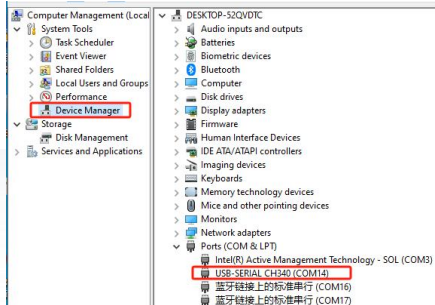 Computer Management (Local
System Tools
Task Scheduler
Event Viewer
Shared Folders
Local Users and Groups
Performance
Device Manager
Storage
Disk Management
Services and Applications
DESKTOP-52QVDTC
Audio inputs and outputs
Batteries
Biometric devices
Bluetooth
Computer
Disk drives
Display adapters
Firmware
Human Interface Devices
IDE ATA/ATAPI controllers
Imaging devices
Keyboards
Memory technology devices
Mice and other pointing devices
Monitors
Network adapters
Ports (COM & LPT)
Intel(R) Active Management Technology - SOL (COM3)
USB-SERIAL CH340 (COM14)
蓝牙链接上的标准串行 (COM16)
蓝牙链接上的标准串行 (COM17)